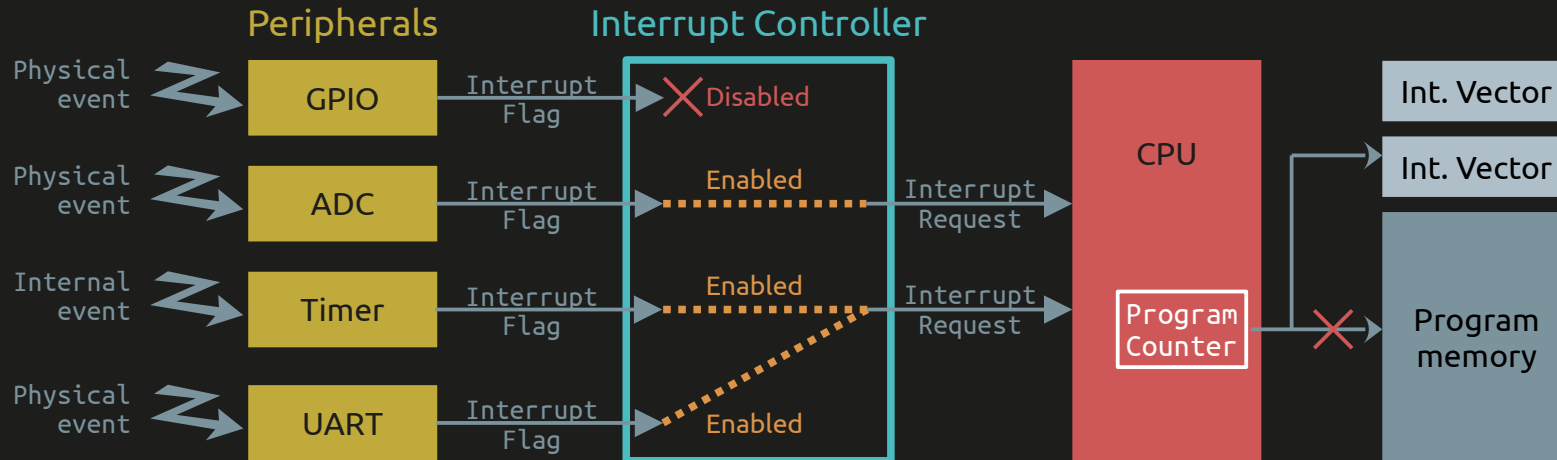 Peripherals
Interrupt Controller
Physical
event
GPIO
Interrupt
Flag
Disabled
CPU
Int. Vector
Physical
event
ADC
Interrupt
Flag
Enabled
Interrupt
Request
Int. Vector
Internal
event
Timer
Interrupt
Flag
Enabled
Interrupt
Request
Program
Counter
Program
memory
Physical
event
UART
Interrupt
Flag
Enabled